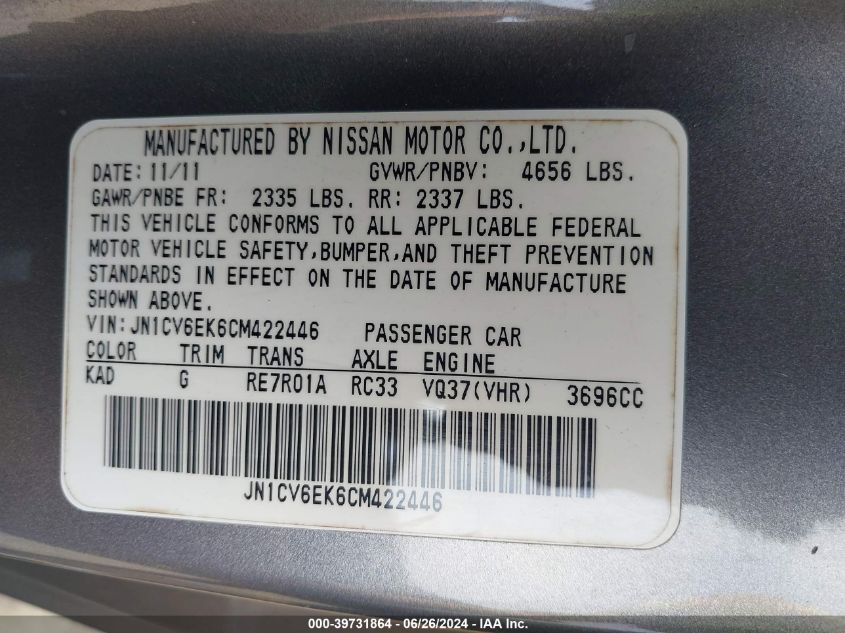 MANUFACTURED BY NISSAN MOTOR CO.,LTD.
DATE:11/11 GVWR/PNBV: 4656 LBS.
GAWR/PNBE FR: 2335 LBS. RR: 2337 LBS.
THIS VEHICLE CONFORMS TO ALL APPLICABLE FEDERAL
MOTOR VEHICLE SAFETY,BUMPER,AND THEFT PREVENTION
STANDARDS IN EFFECT ON THE DATE OF MANUFACTURE
SHOWN ABOVE.
VIN:JN1CV6EK6CM422446 PASSENGER CAR
COLOR TRIM TRANS AXLE ENGINE
KAD G RE7R01A RC33 VQ37(VHR) 3696CC
JN1CV6EK6CM422446
000-39731864 / 06/26/2024 - IAA Inc.